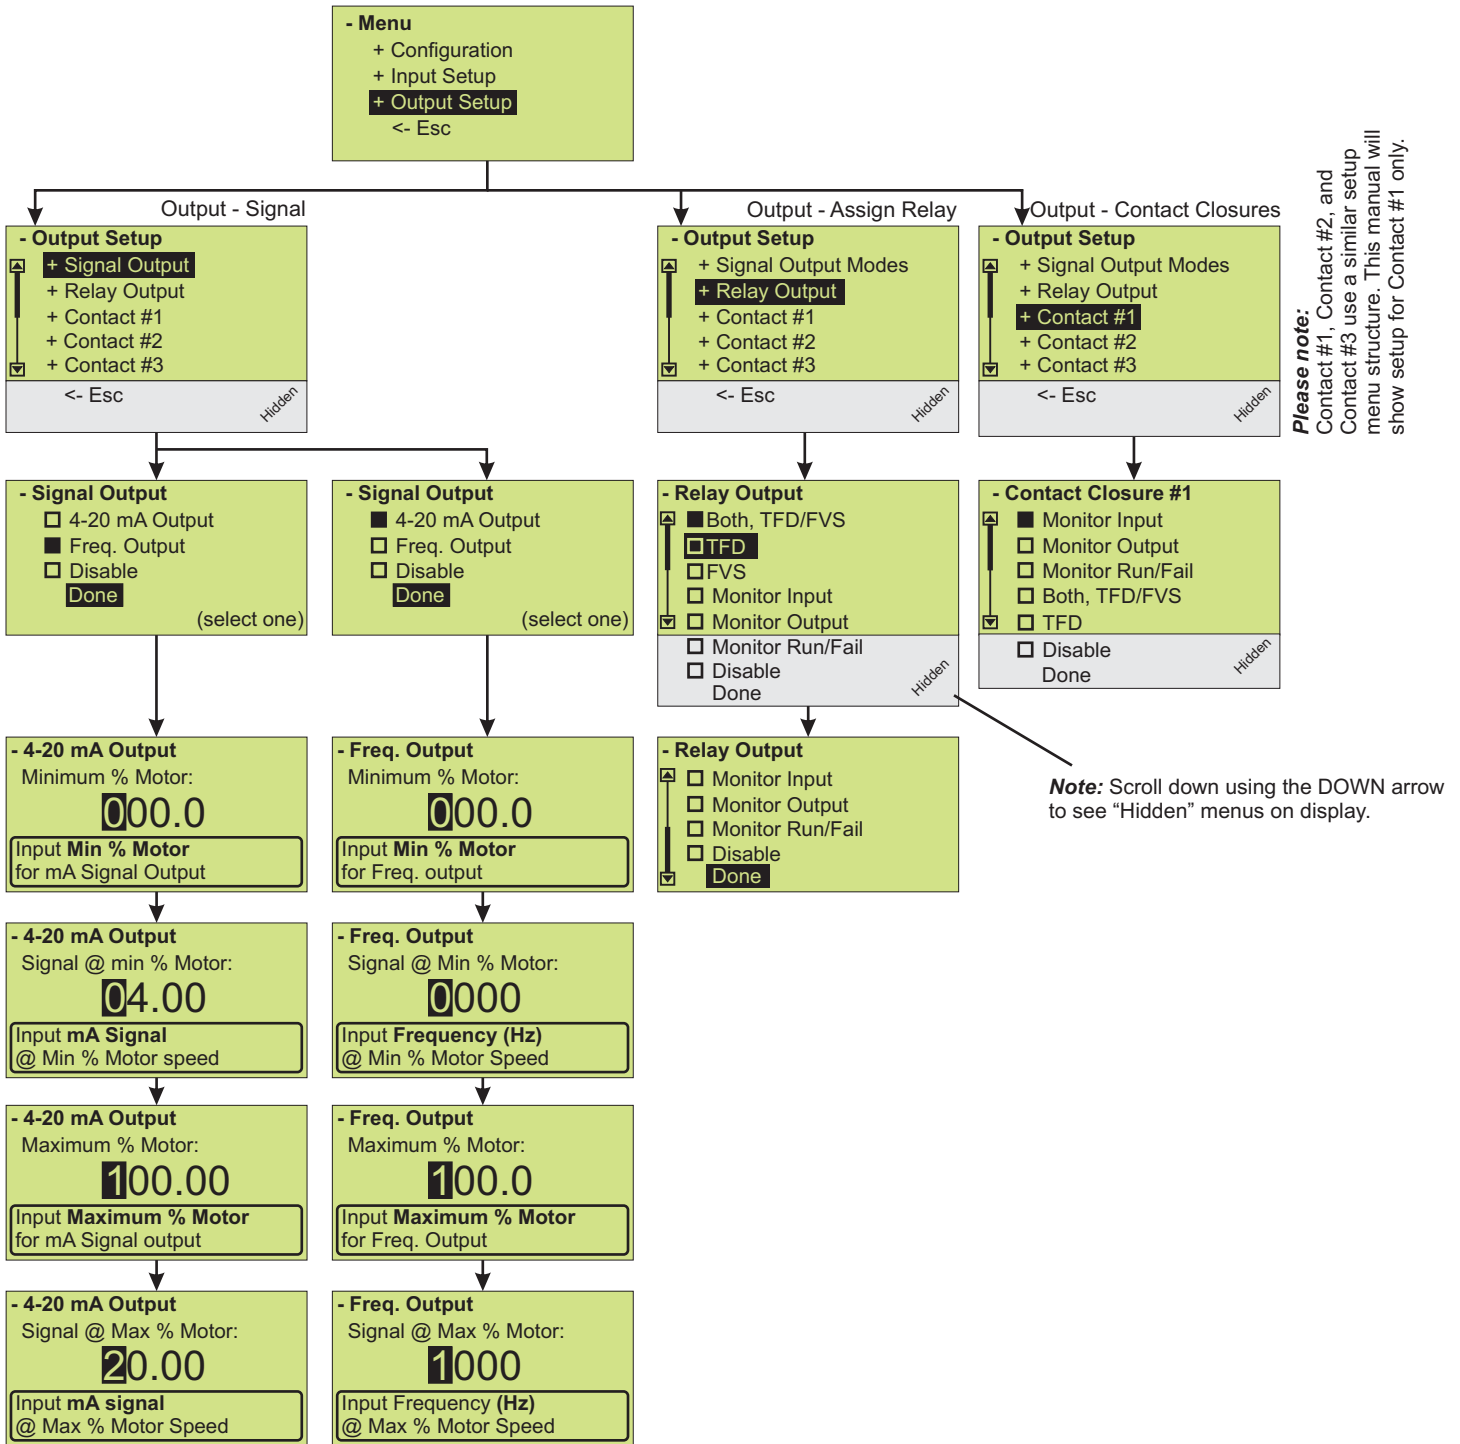 - Menu
+ Configuration
+ Input Setup
+ Output Setup
<- Esc
Output - Signal
- Output Setup
+ Signal Output
+ Relay Output
+ Contact #1
+ Contact #2
+ Contact #3
<- Esc
Hidden
Output - Assign Relay
- Output Setup
+ Signal Output Modes
+ Relay Output
+ Contact #1
+ Contact #2
+ Contact #3
<- Esc
Hidden
Output - Contact Closures
- Output Setup
+ Signal Output Modes
+ Relay Output
+ Contact #1
+ Contact #2
+ Contact #3
<- Esc
Hidden
Please note:
Contact #1, Contact #2, and
Contact #3 use a similar setup
menu structure. This manual will
show setup for Contact #1 only.
- Signal Output
4-20 mA Output
Freq. Output
Disable
Done
(select one)
- Signal Output
4-20 mA Output
Freq. Output
Disable
Done
(select one)
- Relay Output
Both, TFD/FVS
TFD
FVS
Monitor Input
Monitor Output
Monitor Run/Fail
Disable
Done
Hidden
- Contact Closure #1
Monitor Input
Monitor Output
Monitor Run/Fail
Both, TFD/FVS
TFD
Disable
Done
Hidden
- 4-20 mA Output
Minimum % Motor:
000.0
Input Min % Motor
for mA Signal Output
- Freq. Output
Minimum % Motor:
000.0
Input Min % Motor
for Freq. output
- Relay Output
Monitor Input
Monitor Output
Monitor Run/Fail
Disable
Done
Note: Scroll down using the DOWN arrow
to see “Hidden” menus on display.
- 4-20 mA Output
Signal @ min % Motor:
04.00
Input mA Signal
@ Min % Motor speed
- Freq. Output
Signal @ Min % Motor:
0000
Input Frequency (Hz)
@ Min % Motor Speed
- 4-20 mA Output
Maximum % Motor:
100.00
Input Maximum % Motor
for mA Signal output
- Freq. Output
Maximum % Motor:
100.0
Input Maximum % Motor
for Freq. Output
- 4-20 mA Output
Signal @ Max % Motor:
20.00
Input mA signal
@ Max % Motor Speed
- Freq. Output
Signal @ Max % Motor:
1000
Input Frequency (Hz)
@ Max % Motor Speed